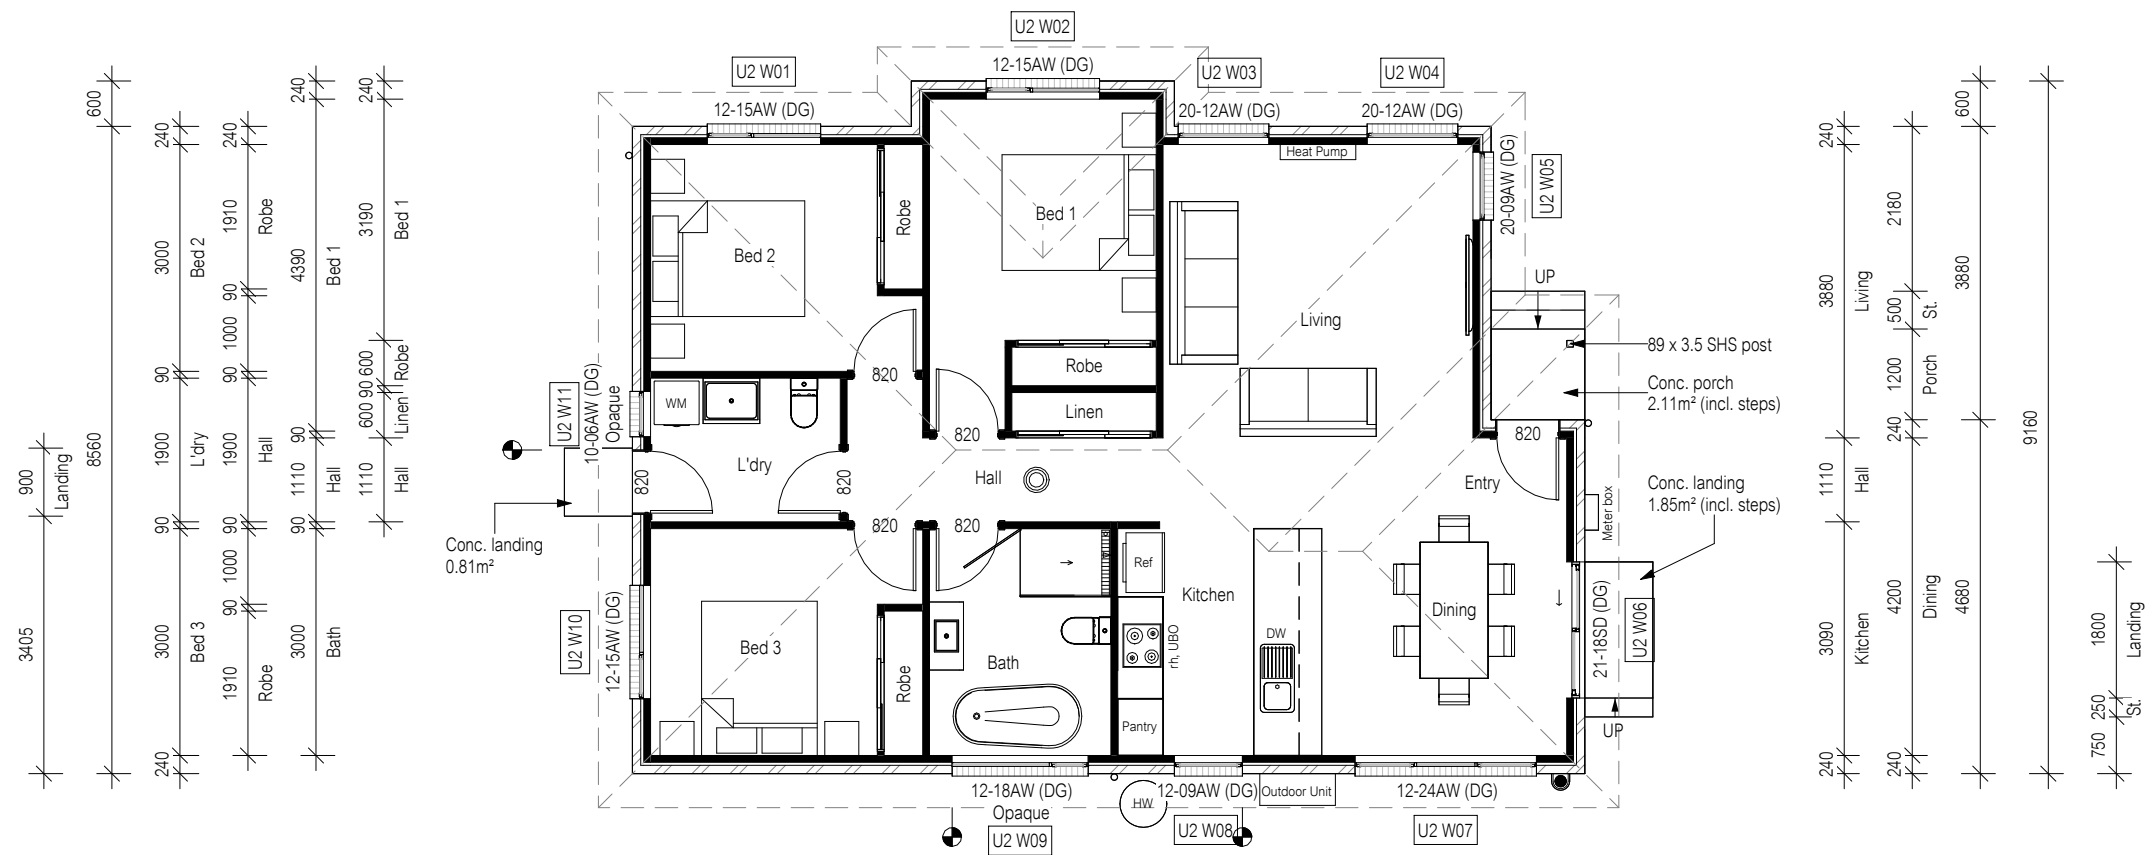 U2 W02
12-15AW (DG)
U2 W01
12-15AW (DG)
U2 W03
20-12AW (DG)
U2 W04
20-12AW (DG)
20-09AW (DG)
U2 W05
Heat Pump
Bed 2
Robe
Bed 1
Robe
Linen
Living
UP
89 x 3.5 SHS post
Conc. porch
2.11m² (incl. steps)
Conc. landing
1.85m² (incl. steps)
U2 W11
10-06AW (DG)
Opaque
WM
L'dry
820
820
820
820
820
820
820
Hall
Entry
Meter box
Conc. landing
0.81m²
U2 W10
12-15AW (DG)
Bed 3
Robe
Bath
Ref
Kitchen
rh, UBO
Pantry
DW
Dining
21-18SD (DG)
U2 W06
UP
12-18AW (DG)
Opaque
U2 W09
HW
12-09AW (DG)
U2 W08
Outdoor Unit
12-24AW (DG)
U2 W07
900
Landing
3405
600
8560
240
3000
Bed 2
90
1900
L'dry
90
3000
Bed 3
240
240
1910
Robe
90
1000
90
1900
Hall
90
1000
90
1910
Robe
240
4390
Bed 1
90
1110
Hall
90
3000
Bath
240
3190
Bed 1
600
Robe
90
600
Linen
1110
Hall
240
3880
Living
1110
Hall
3090
Kitchen
240
2180
500
St.
1200
Porch
240
4200
Dining
240
600
3880
4680
9160
1800
Landing
250
St.
750